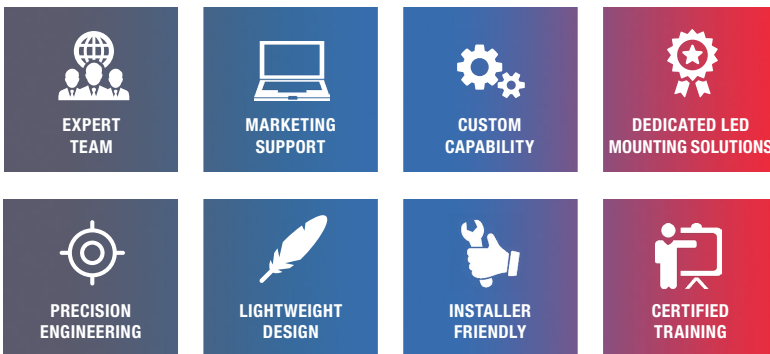 EXPERT
TEAM
MARKETING
SUPPORT
CUSTOM
CAPABILITY
DEDICATED LED
MOUNTING SOLUTIONS
PRECISION
ENGINEERING
LIGHTWEIGHT
DESIGN
INSTALLER
FRIENDLY
CERTIFIED
TRAINING